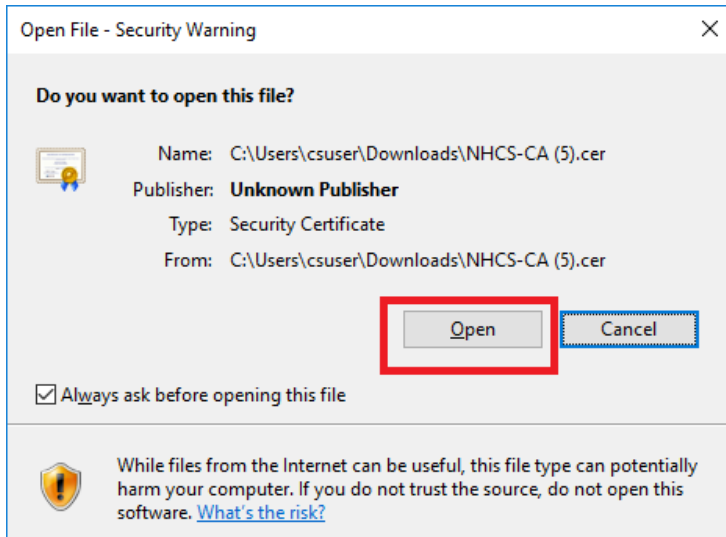 Open File - Security Warning
Do you want to open this file?
Name: C:\Users\csuser\Downloads\NHCS-CA (5).cer
Publisher: Unknown Publisher
Type: Security Certificate
From: C:\Users\csuser\Downloads\NHCS-CA (5).cer
Open Cancel
Always ask before opening this file
While files from the Internet can be useful, this file type can potentially
harm your computer. If you do not trust the source, do not open this
software. What's the risk?